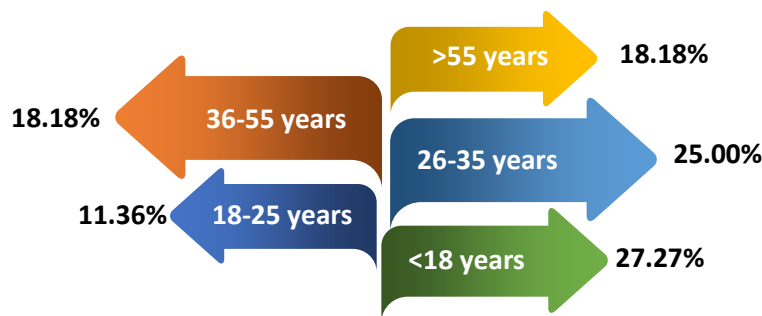 >55 years
18.18%
36-55 years
18.18%
26-35 years
25.00%
18-25 years
11.36%
<18 years
27.27%